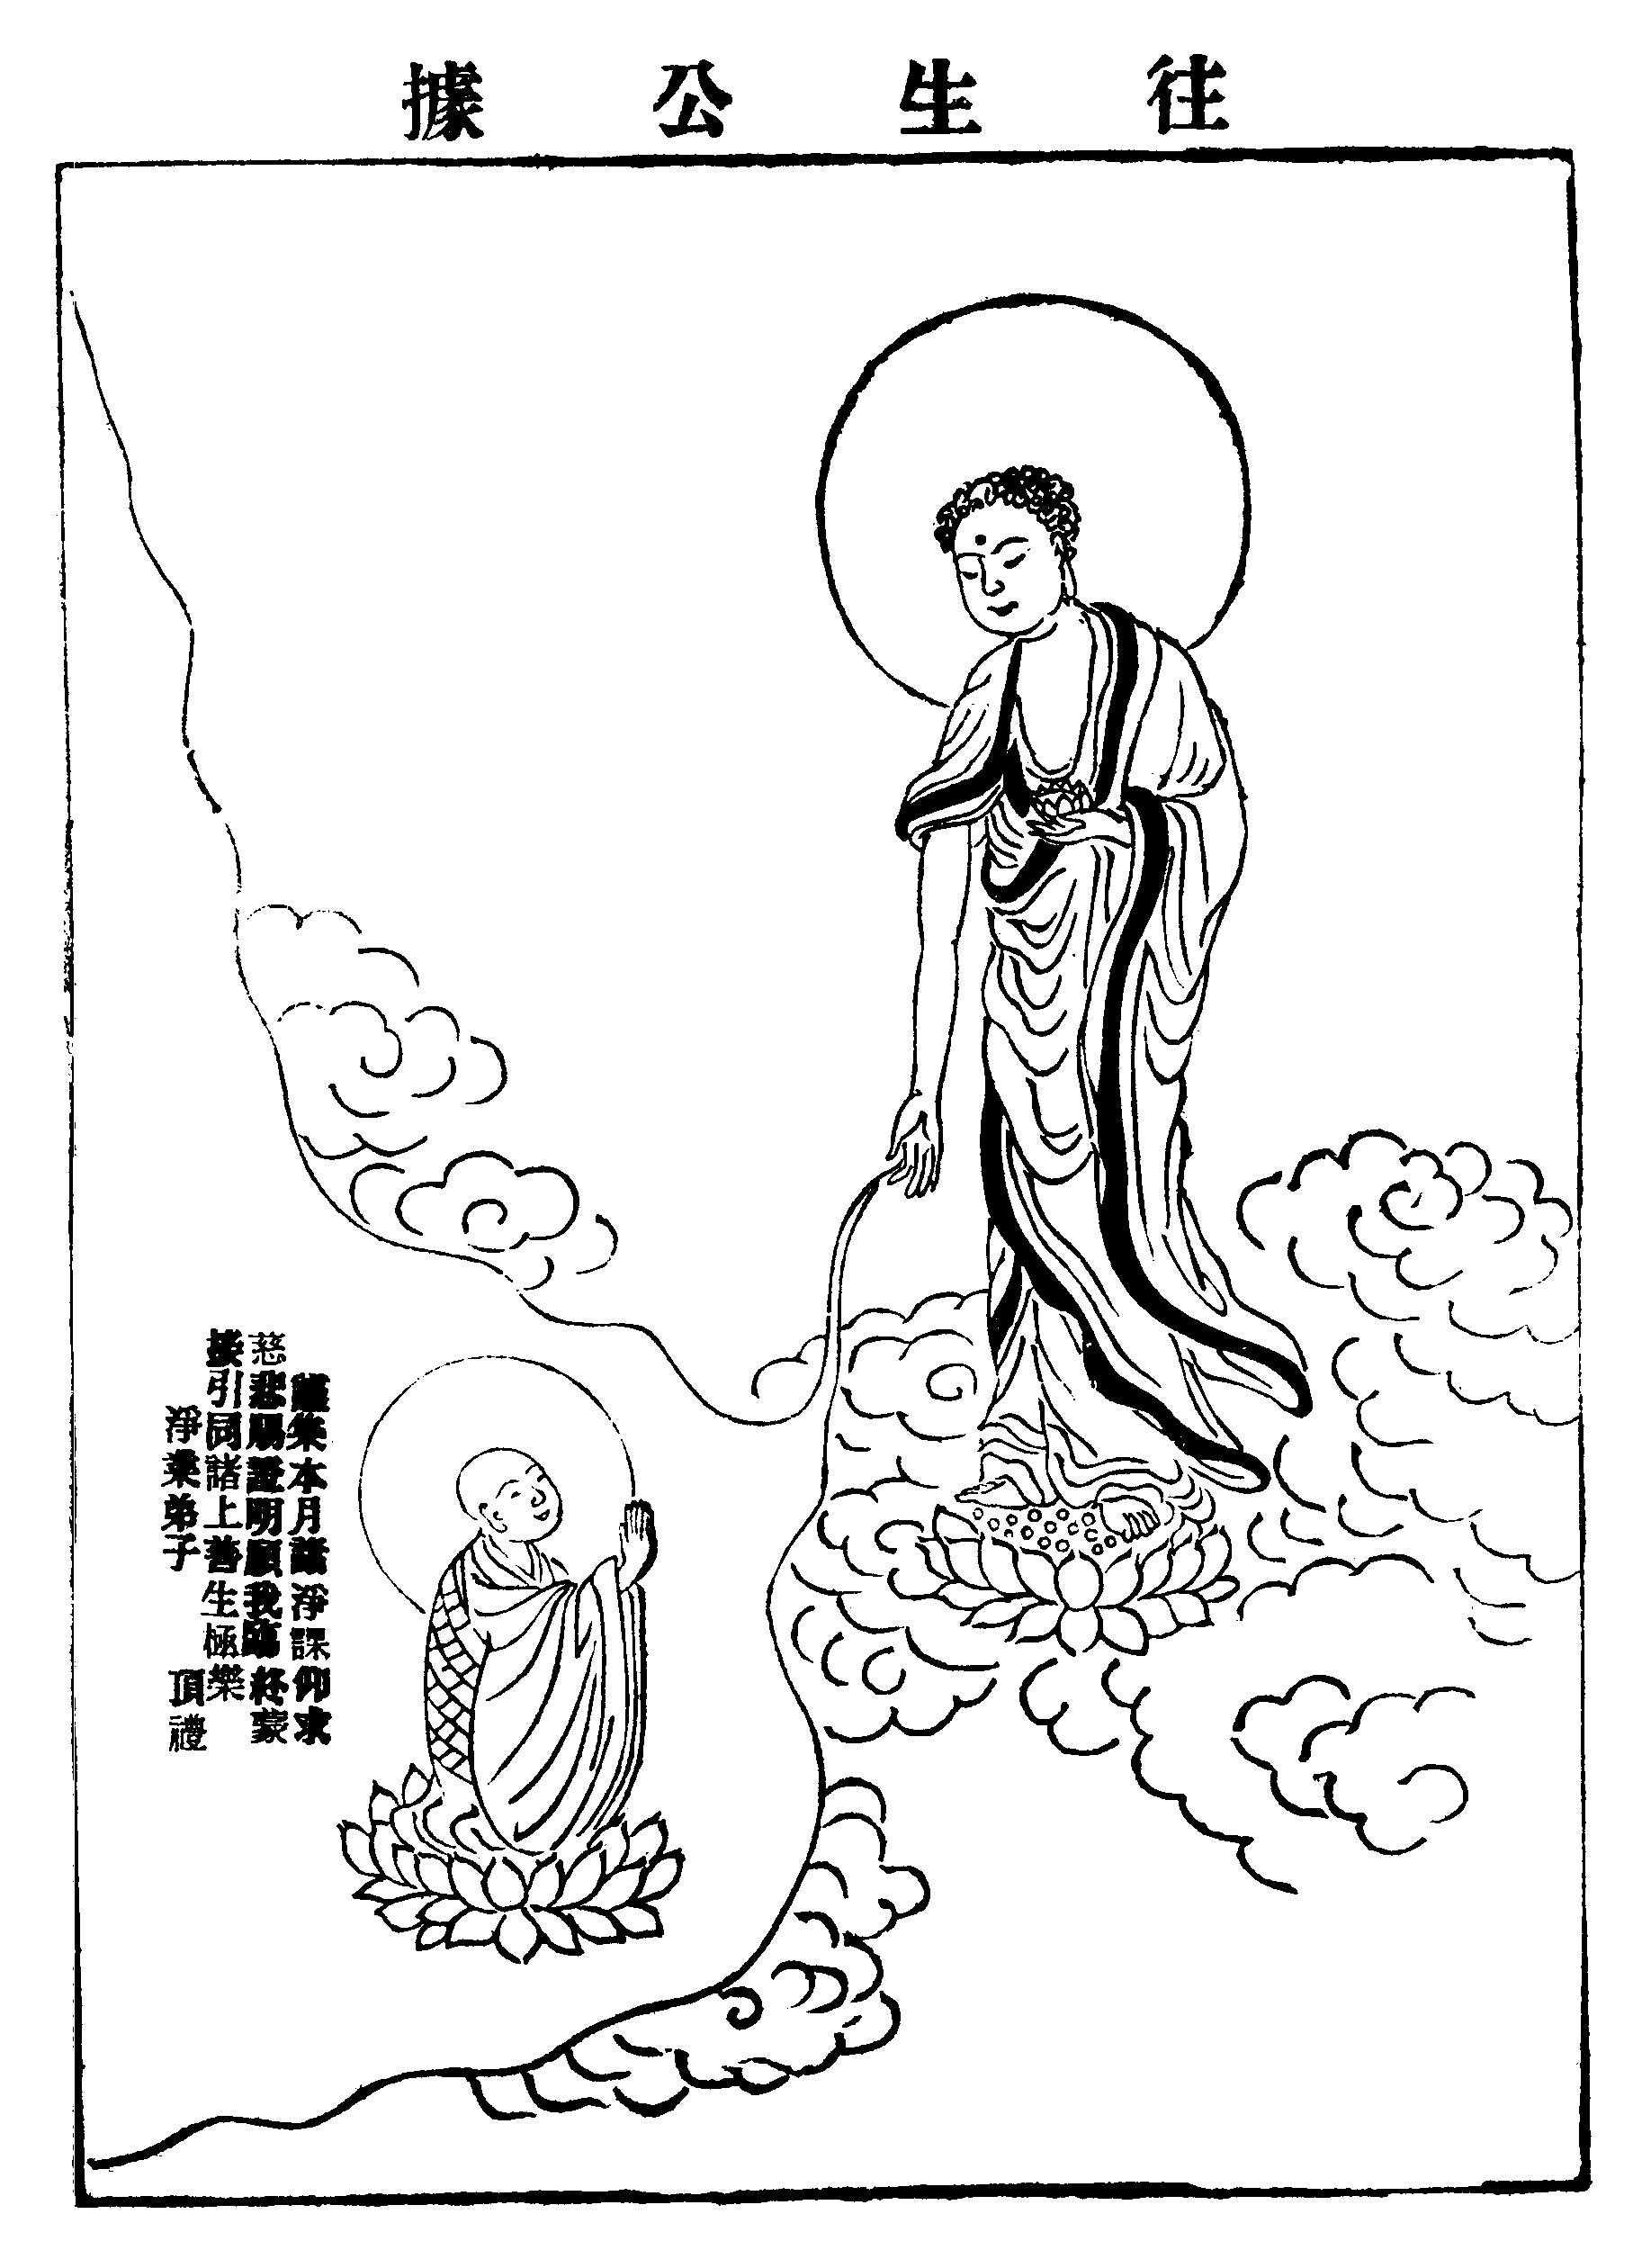 往生公據
謹集本月諸淨課仰求
慈悲賜證明願我臨終蒙
接引同諸上善生極樂
淨業弟子　頂禮